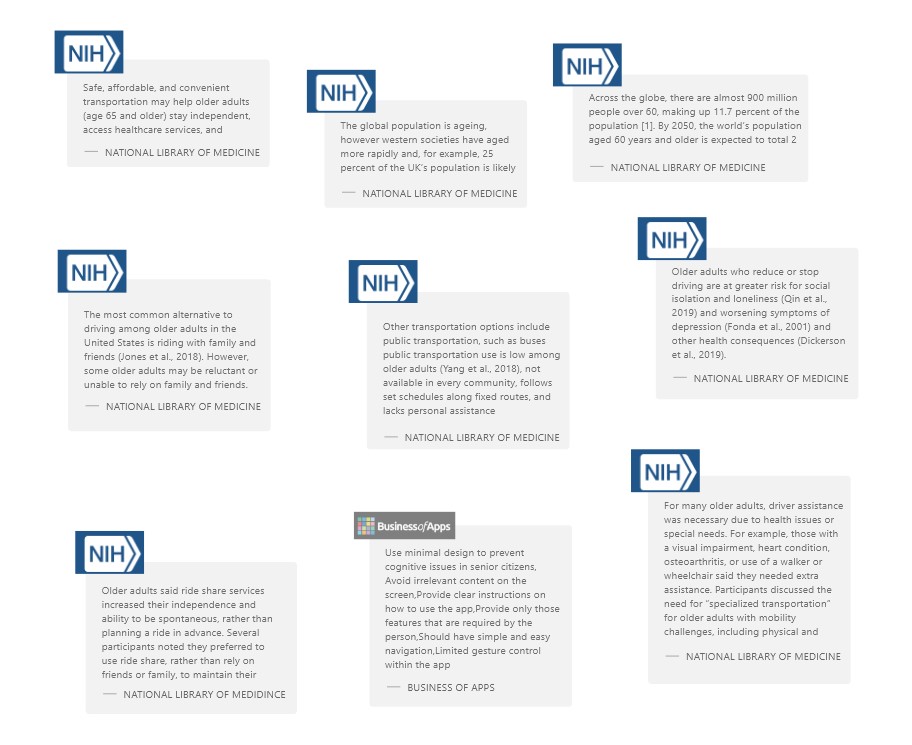 NIH
Safe, affordable, and convenient
transportation may help older adults
(age 65 and older) stay independent,
access healthcare services, and
— NATIONAL LIBRARY OF MEDICINE
NIH
The global population is ageing,
however western societies have aged
more rapidly and, for example, 25
percent of the UK's population is likely
— NATIONAL LIBRARY OF MEDICINE
NIH
Across the globe, there are almost 900 million
people over 60, making up 11.7 percent of the
population [1]. By 2050, the world's population
aged 60 years and older is expected to total 2
— NATIONAL LIBRARY OF MEDICINE
NIH
The most common alternative to
driving among older adults in the
United States is riding with family and
friends (Jones et al., 2018). However,
some older adults may be reluctant or
unable to rely on family and friends.
— NATIONAL LIBRARY OF MEDICINE
NIH
Other transportation options include
public transportation, such as buses
public transportation use is low among
older adults (Yang et al., 2018), not
available in every community, follows
set schedules along fixed routes, and
lacks personal assistance
— NATIONAL LIBRARY OF MEDICINE
NIH
Older adults who reduce or stop
driving are at greater risk for social
isolation and loneliness (Qin et al.,
2019) and worsening symptoms of
depression (Fonda et al., 2001) and
other health consequences (Dickerson
et al., 2019).
— NATIONAL LIBRARY OF MEDICINE
NIH
Older adults said ride share services
increased their independence and
ability to be spontaneous, rather than
planning a ride in advance. Several
participants noted they preferred to
use ride share, rather than rely on
friends or family, to maintain their
— NATIONAL LIBRARY OF MEDIDINCE
BusinessofApps
Use minimal design to prevent
cognitive issues in senior citizens,
Avoid irrelevant content on the
screen,Provide clear instructions on
how to use the app,Provide only those
features that are required by the
person,Should have simple and easy
navigation,Limited gesture control
within the app
— BUSINESS OF APPS
NIH
For many older adults, driver assistance
was necessary due to health issues or
special needs. For example, those with
a visual impairment, heart condition,
osteoarthritis, or use of a walker or
wheelchair said they needed extra
assistance. Participants discussed the
need for "specialized transportation"
for older adults with mobility
challenges, including physical and
— NATIONAL LIBRARY OF MEDICINE